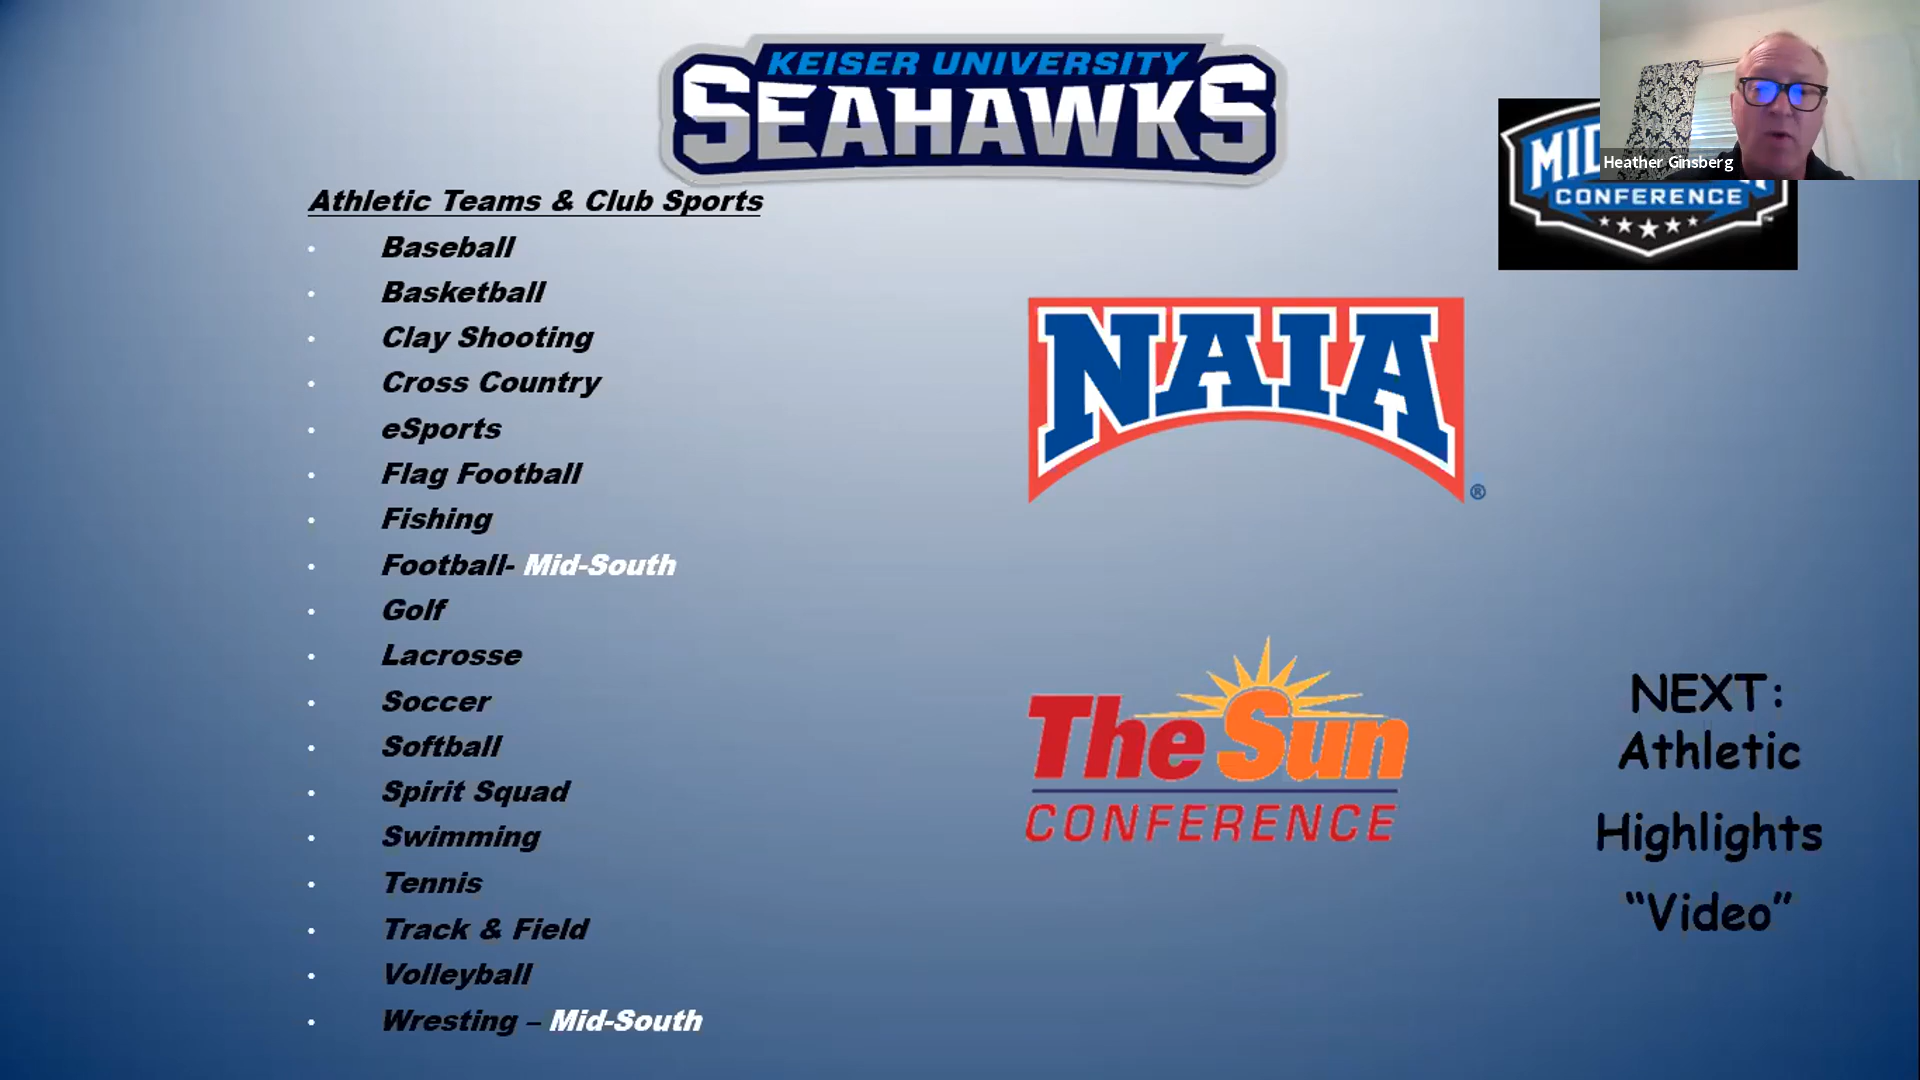 KEISER UNIVERSITY
SEAHAWKS
Heather Ginsberg
MID
CONFERENCE
™
Athletic Teams & Club Sports
• Baseball
• Basketball
• Clay Shooting
• Cross Country
• eSports
• Flag Football
• Fishing
• Football- Mid-South
• Golf
• Lacrosse
• Soccer
• Softball
• Spirit Squad
• Swimming
• Tennis
• Track & Field
• Volleyball
• Wresting – Mid-South
NAIA
®
The Sun
CONFERENCE
NEXT:
Athletic
Highlights
“Video”